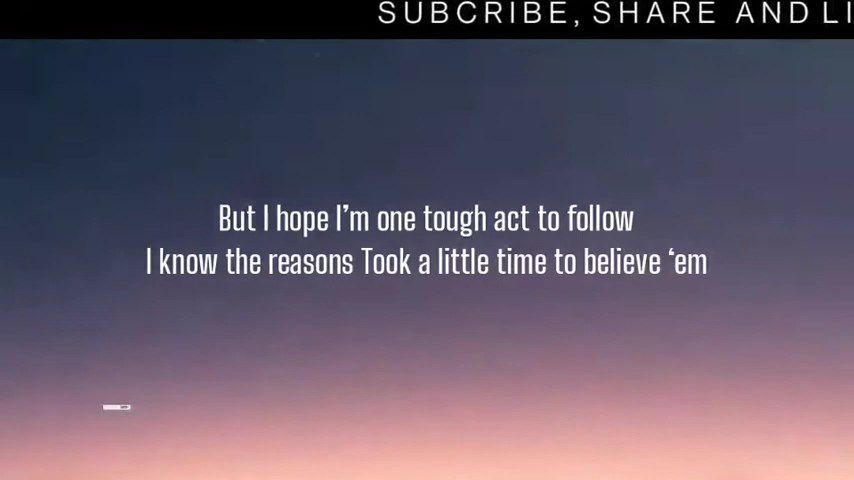 SUBCRIBE, SHARE AND LI
But I hope I’m one tough act to follow
I know the reasons Took a little time to believe ‘em